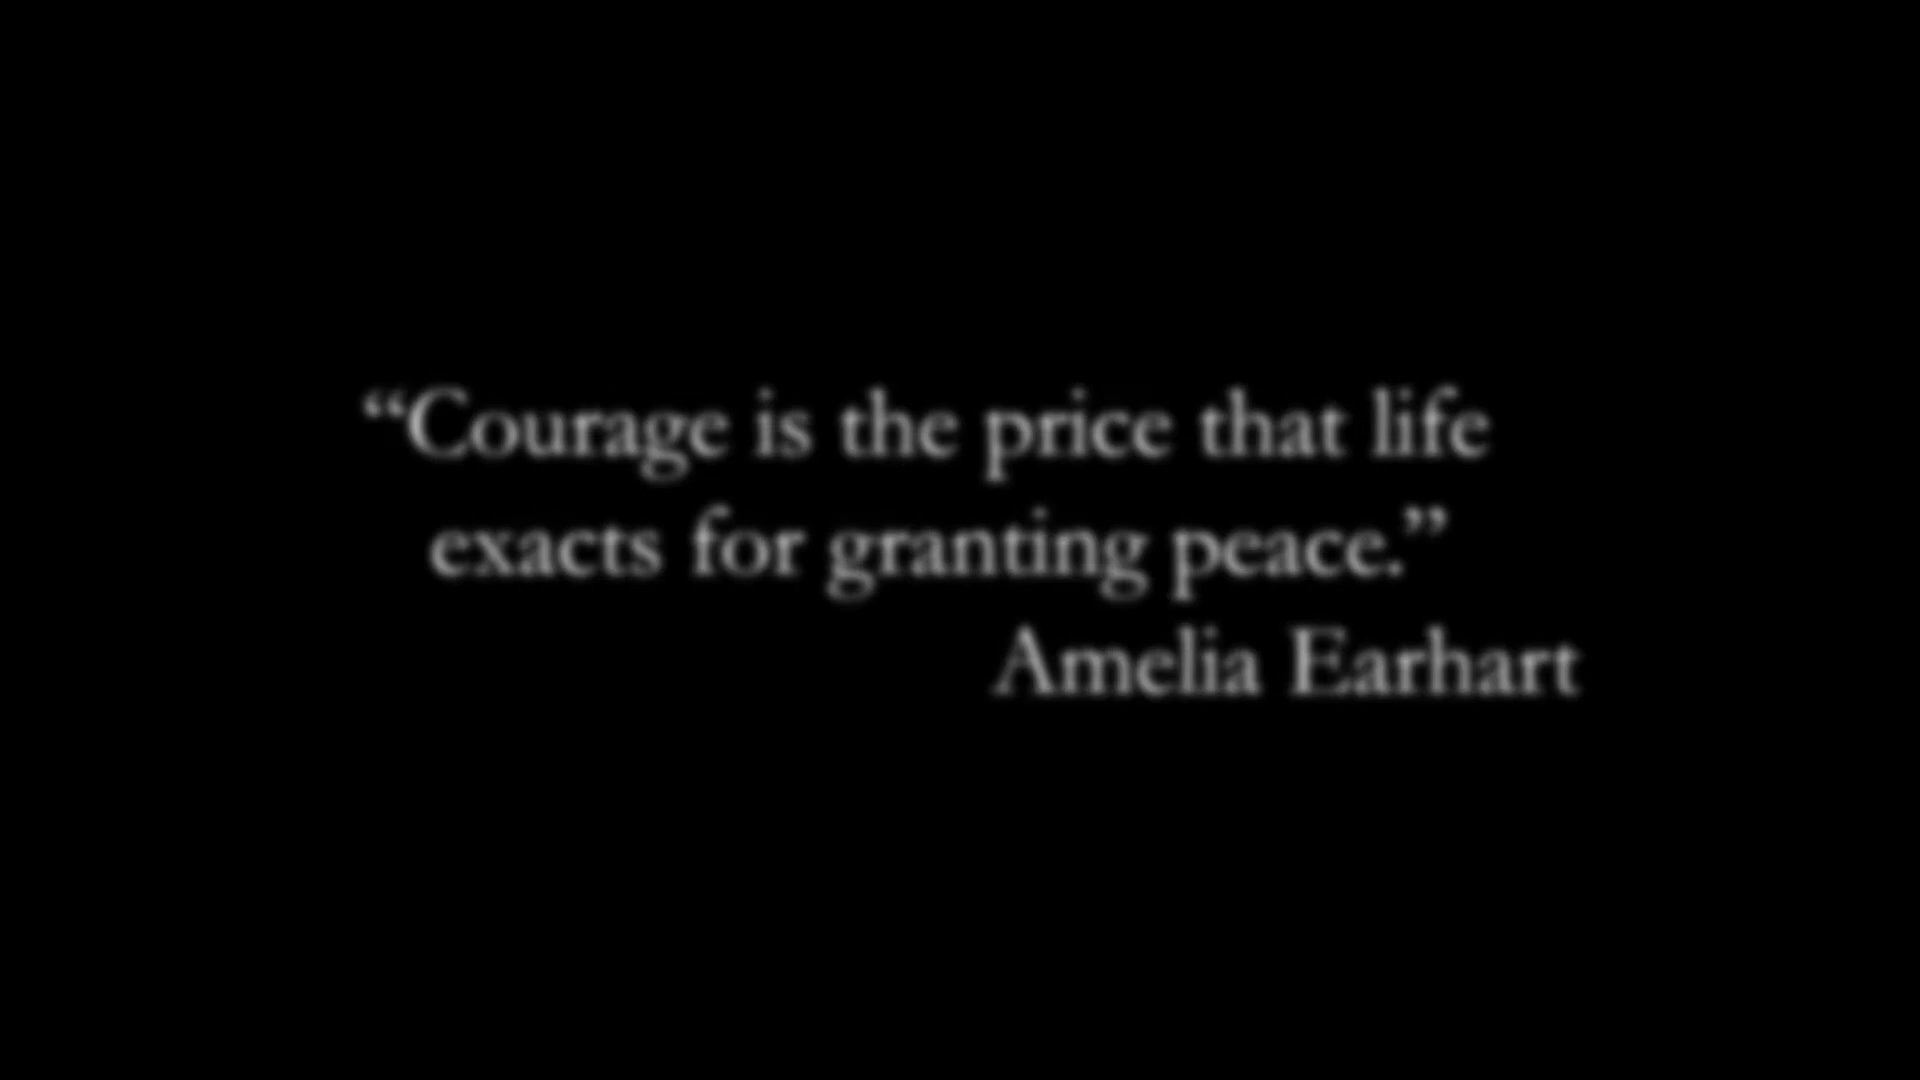 “Courage is the price that life
exacts for granting peace.”
Amelia Earhart